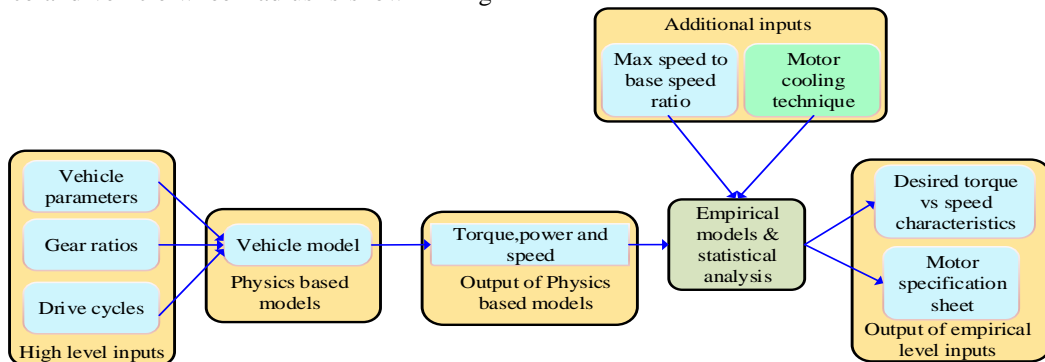 Additional inputs
Max speed to
base speed
ratio
Motor
cooling
technique
Vehicle
parameters
Gear ratios
Drive cycles
High level inputs
Vehicle model
Physics based
models
Torque,power and
speed
Output of Physics
based models
Empirical
models &
statistical
analysis
Desired torque
vs speed
characteristics
Motor
specification
sheet
Output of empirical
level inputs